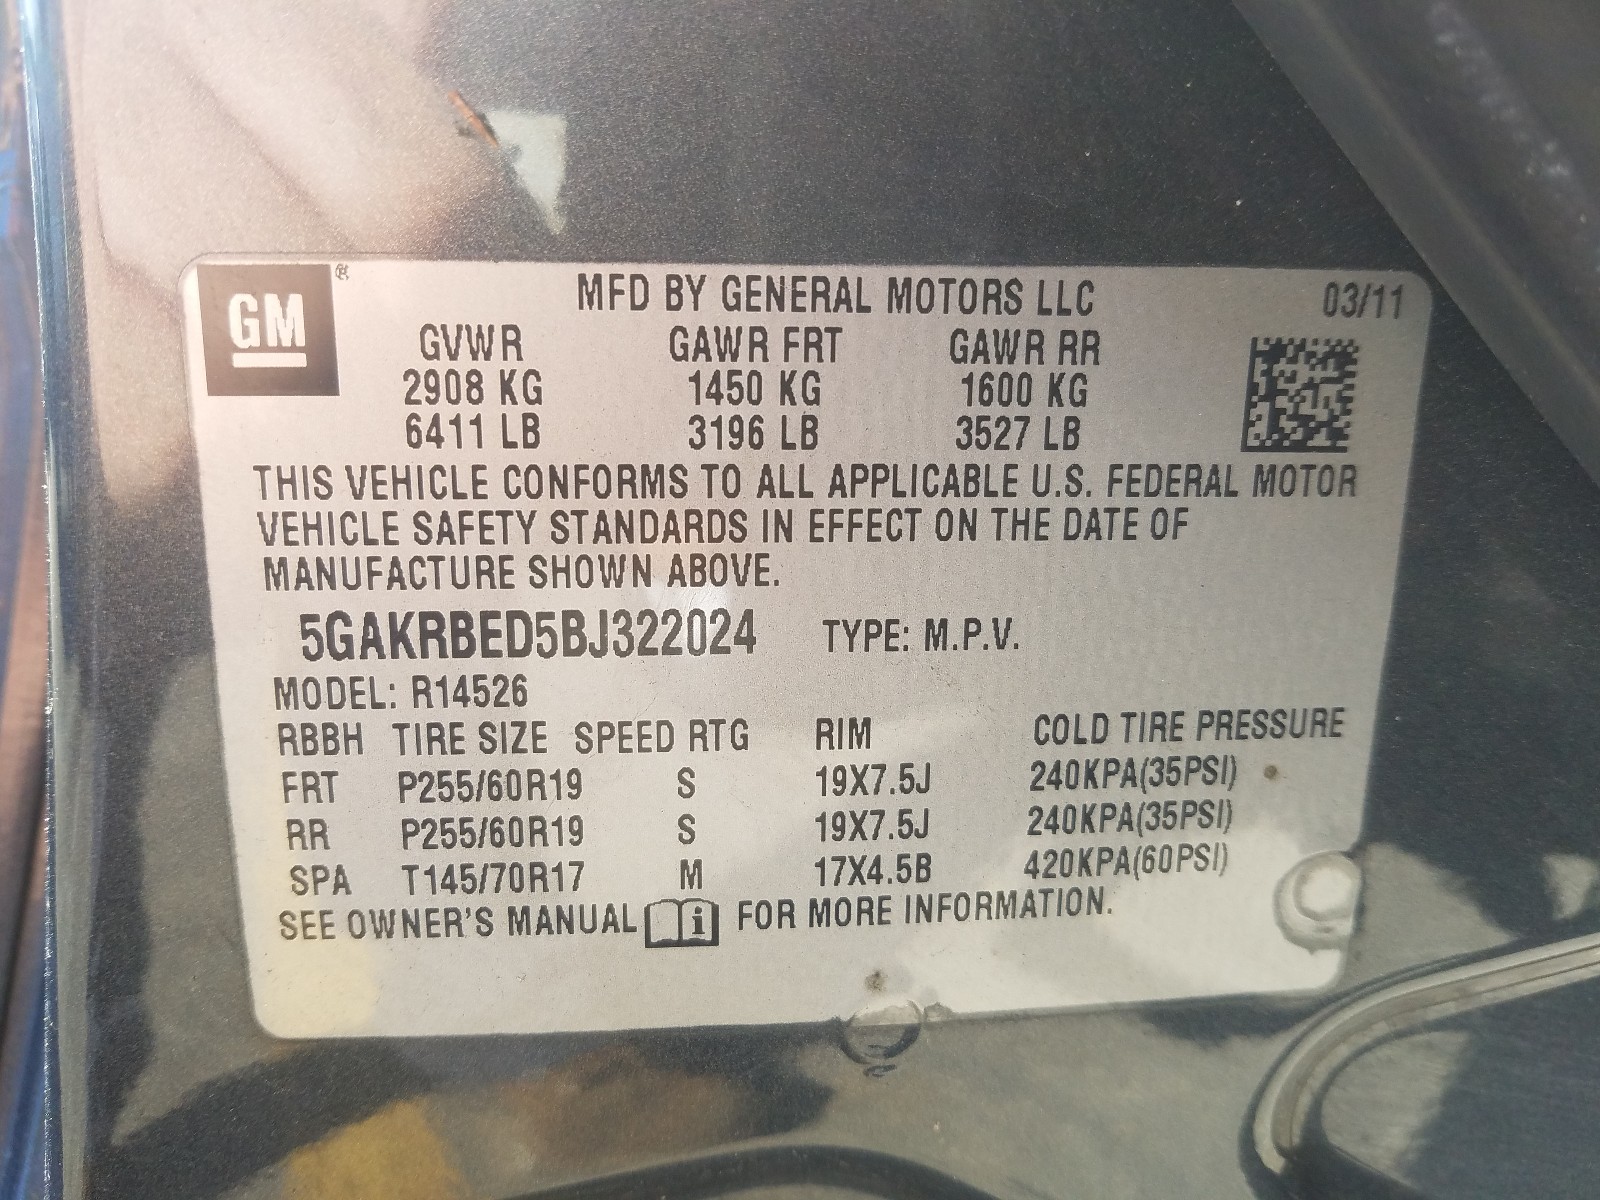 GM ®
MFD BY GENERAL MOTORS LLC 03/11
GVWR GAWR FRT GAWR RR
2908 KG 1450 KG 1600 KG
6411 LB 3196 LB 3527 LB
THIS VEHICLE CONFORMS TO ALL APPLICABLE U.S. FEDERAL MOTOR
VEHICLE SAFETY STANDARDS IN EFFECT ON THE DATE OF
MANUFACTURE SHOWN ABOVE.
5GAKRBED5BJ322024 TYPE: M.P.V.
MODEL: R14526
RBBH TIRE SIZE SPEED RTG RIM COLD TIRE PRESSURE
FRT P255/60R19 S 19X7.5J 240KPA(35PSI)
RR P255/60R19 S 19X7.5J 240KPA(35PSI)
SPA T145/70R17 M 17X4.5B 420KPA(60PSI)
SEE OWNER'S MANUAL i FOR MORE INFORMATION.